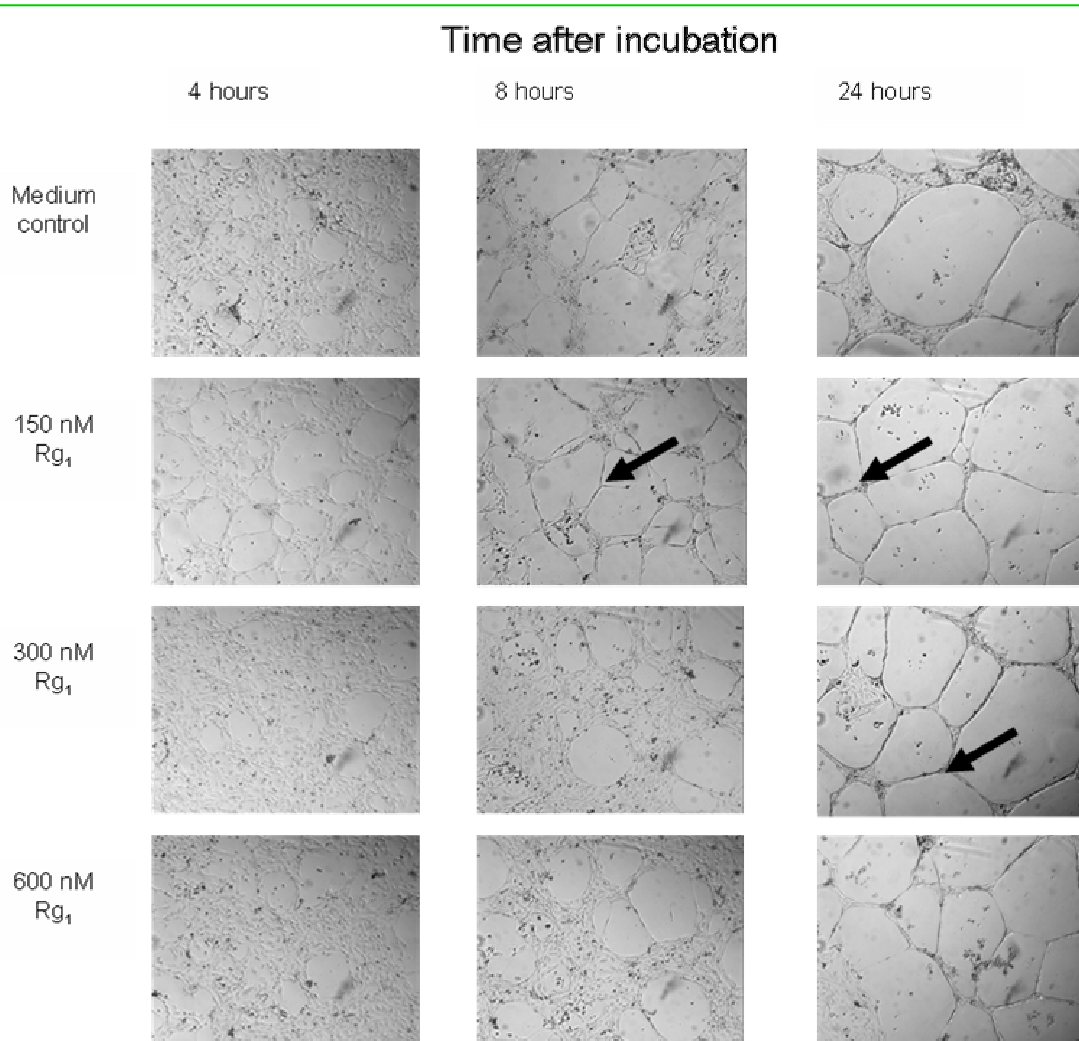 Time after incubation
4 hours 8 hours 24 hours
Medium
control
150 nM
Rg₁
300 nM
Rg₁
600 nM
Rg₁